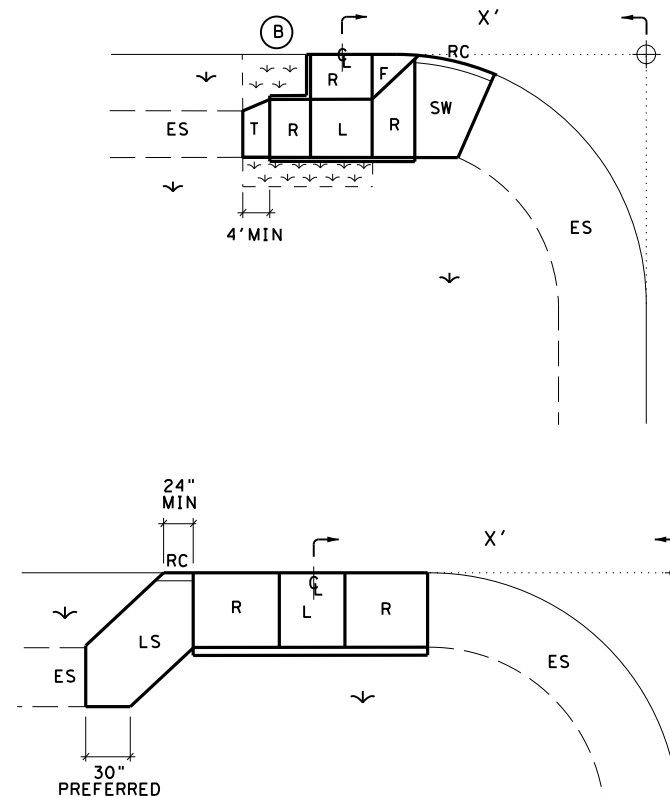 B
X'
RC
℄
R
F
SW
T
R
L
R
ES
4'MIN
ES
24"
MIN
X'
RC
℄
R
L
R
LS
ES
ES
30"
PREFERRED